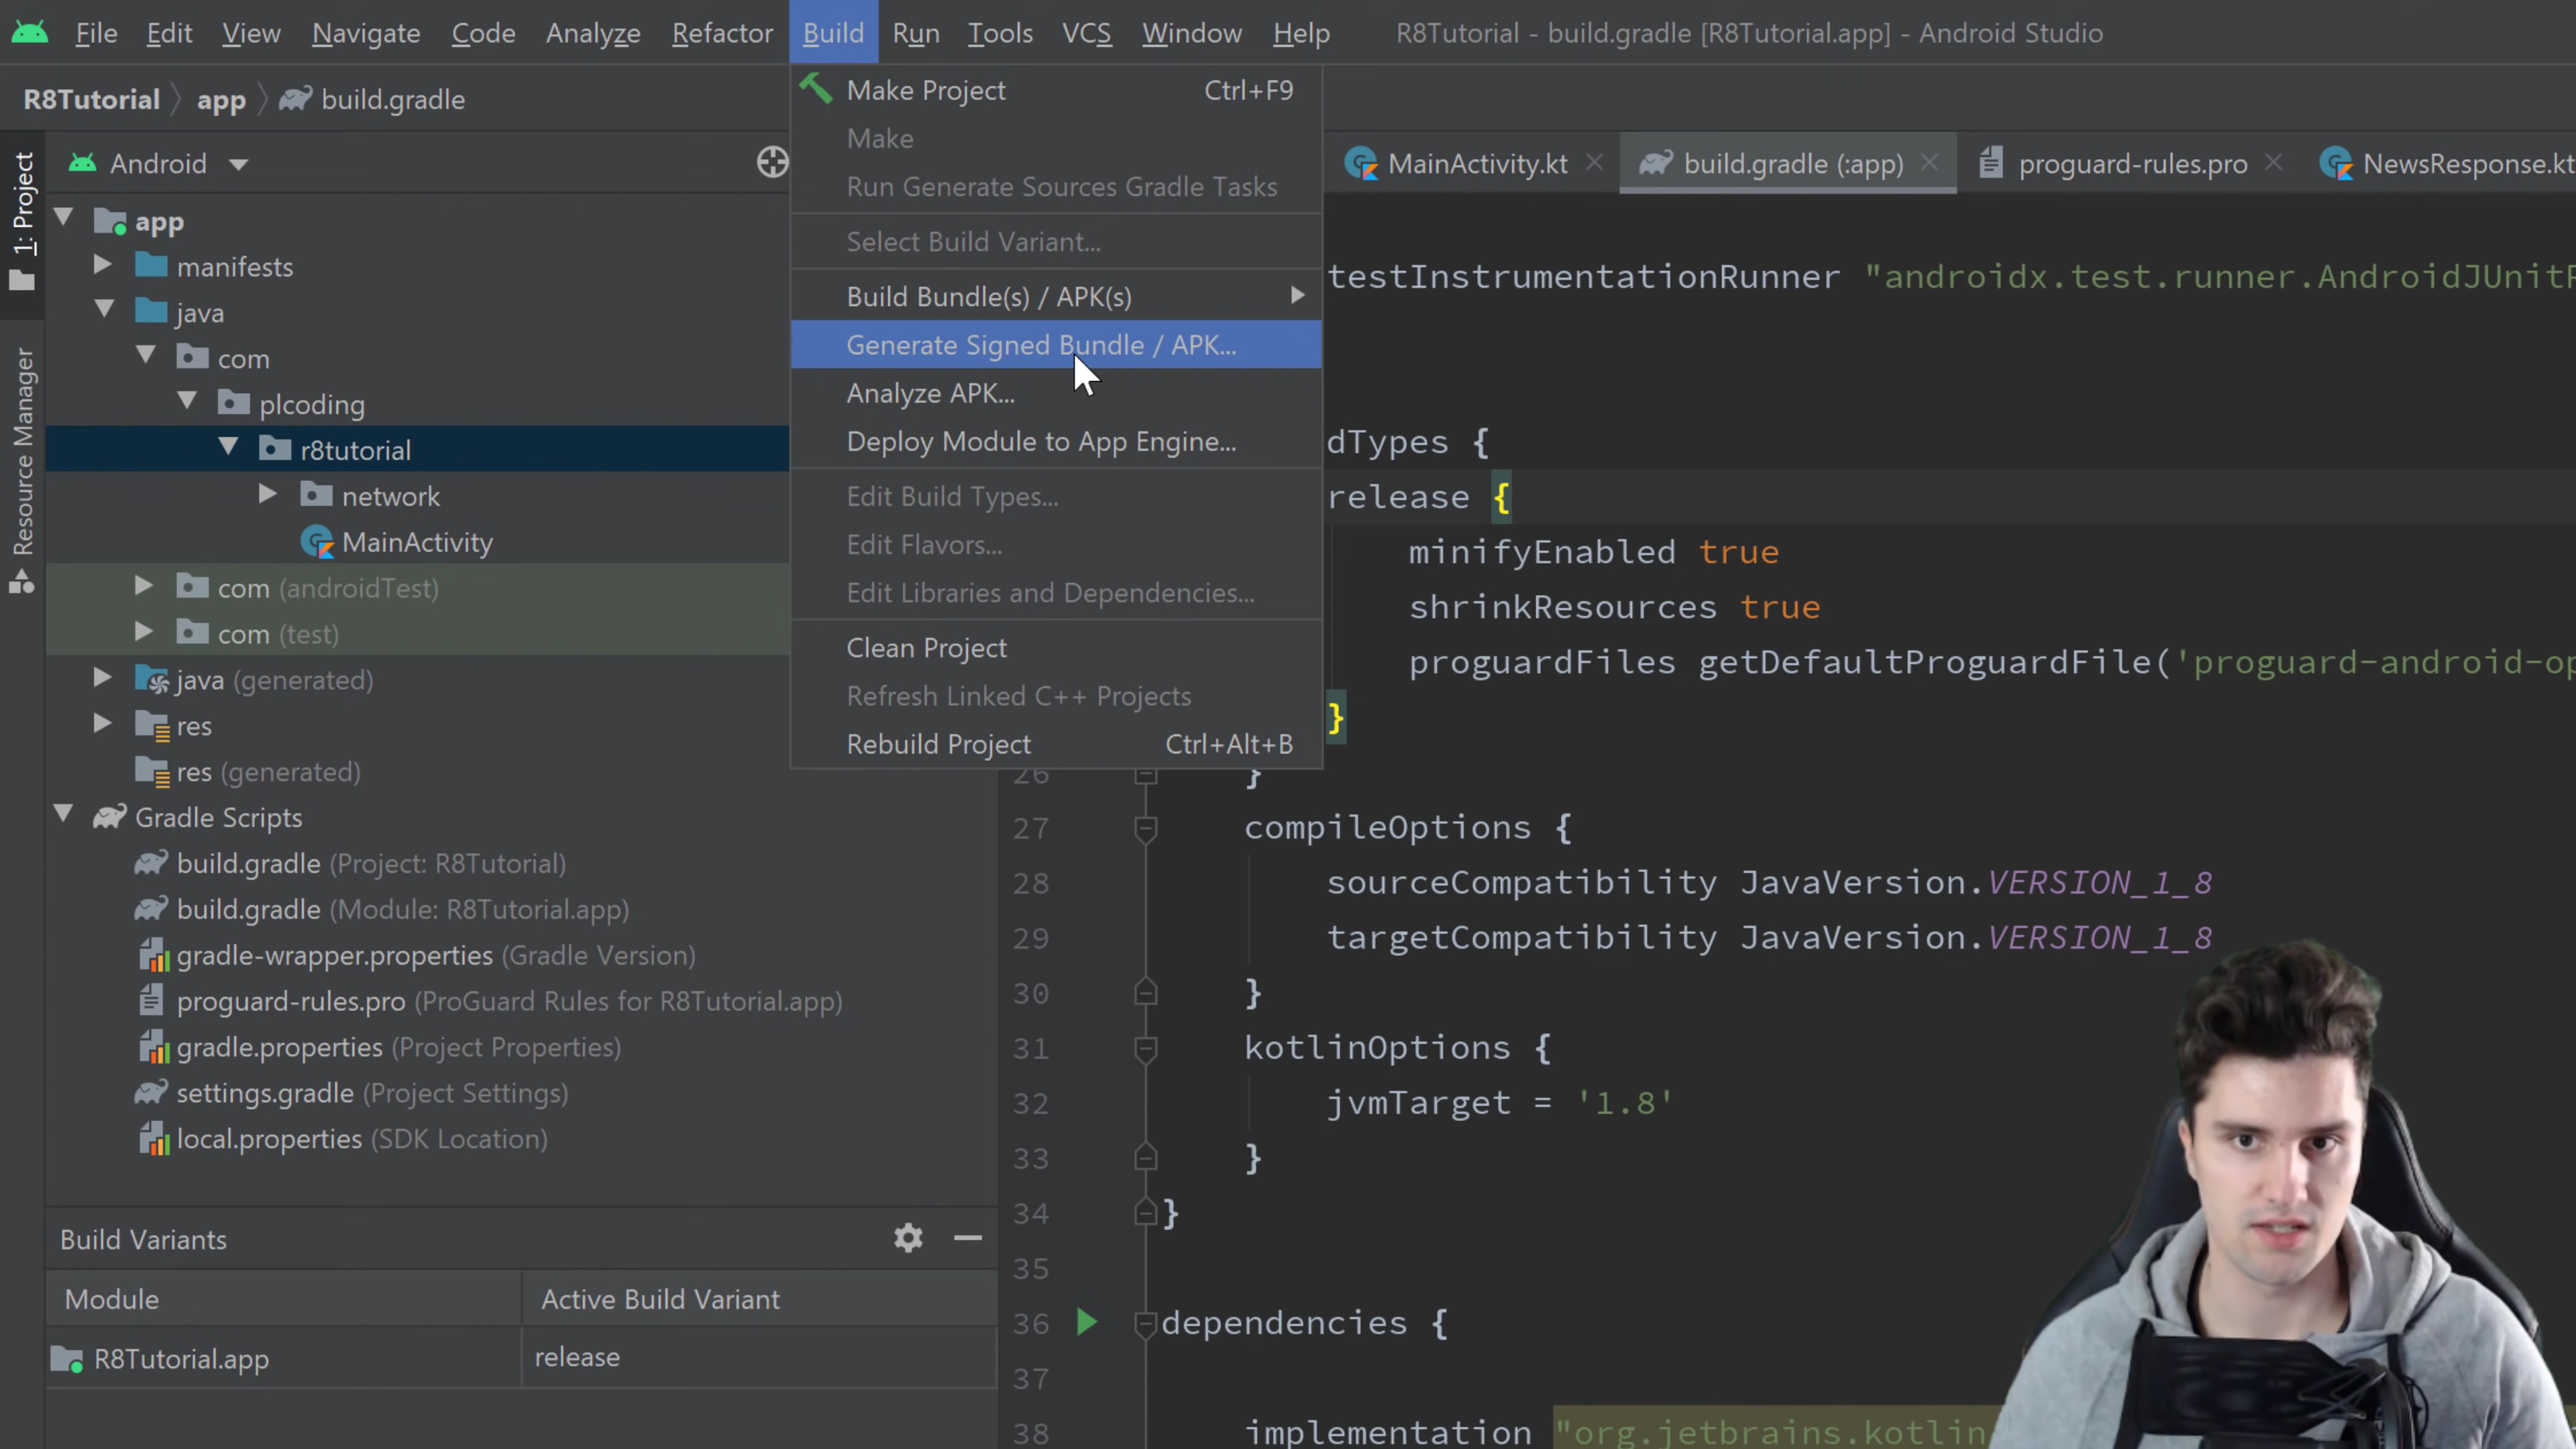 File Edit View Navigate Code Analyze Refactor Build Run Tools VCS Window Help R8Tutorial - build.gradle [R8Tutorial.app] - Android Studio
R8Tutorial app build.gradle
1: Project
Resource Manager
Android
app
manifests
java
com
plcoding
r8tutorial
network
MainActivity
com (androidTest)
com (test)
java (generated)
res
res (generated)
Gradle Scripts
build.gradle (Project: R8Tutorial)
build.gradle (Module: R8Tutorial.app)
gradle-wrapper.properties (Gradle Version)
proguard-rules.pro (ProGuard Rules for R8Tutorial.app)
gradle.properties (Project Properties)
settings.gradle (Project Settings)
local.properties (SDK Location)
Build Variants
Module Active Build Variant
R8Tutorial.app release
Make Project Ctrl+F9
Make
Run Generate Sources Gradle Tasks
Select Build Variant...
Build Bundle(s) / APK(s)
Generate Signed Bundle / APK...
Analyze APK...
Deploy Module to App Engine...
Edit Build Types...
Edit Flavors...
Edit Libraries and Dependencies...
Clean Project
Refresh Linked C++ Projects
Rebuild Project Ctrl+Alt+B
MainActivity.kt build.gradle (:app) proguard-rules.pro NewsResponse.kt
testInstrumentationRunner "androidx.test.runner.AndroidJUnitR
dTypes {
release {
minifyEnabled true
shrinkResources true
proguardFiles getDefaultProguardFile('proguard-android-op
}
26 }
27 compileOptions {
28 sourceCompatibility JavaVersion.VERSION_1_8
29 targetCompatibility JavaVersion.VERSION_1_8
30 }
31 kotlinOptions {
32 jvmTarget = '1.8'
33 }
34 }
35
36 dependencies {
37
38 implementation "org.jetbrains.kotlin